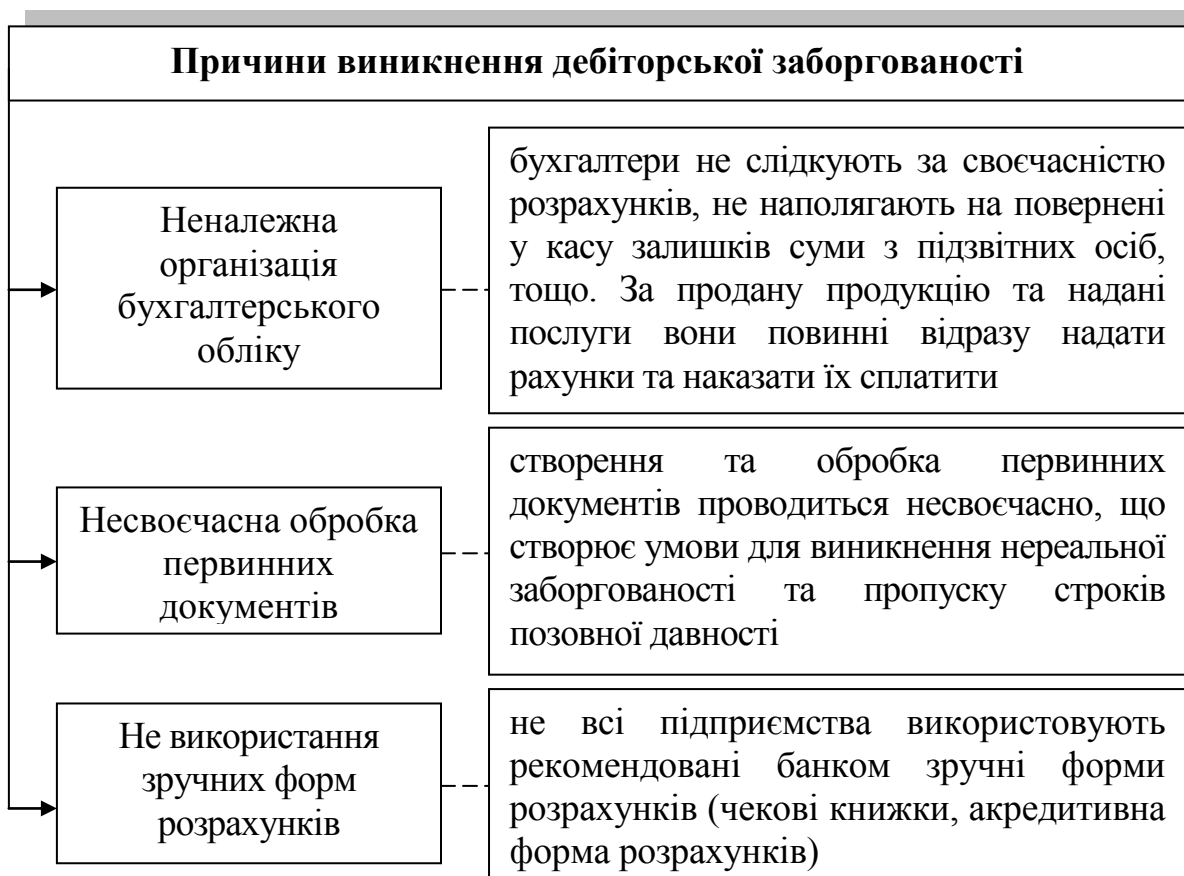 Причини виникнення дебіторської заборгованості
Неналежна
організація
бухгалтерського
обліку
бухгалтери не слідкують за своєчасністю
розрахунків, не наполягають на повернені
у касу залишків суми з підзвітних осіб,
тощо. За продану продукцію та надані
послуги вони повинні відразу надати
рахунки та наказати їх сплатити
Несвоєчасна обробка
первинних
документів
створення та обробка первинних
документів проводиться несвоєчасно, що
створює умови для виникнення нереальної
заборгованості та пропуску строків
позовної давності
Не використання
зручних форм
розрахунків
не всі підприємства використовують
рекомендовані банком зручні форми
розрахунків (чекові книжки, акредитивна
форма розрахунків)